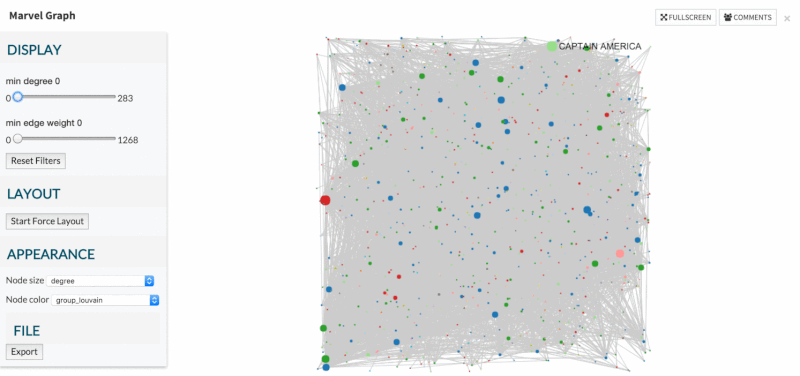 Marvel Graph
FULLSCREEN
COMMENTS
×
DISPLAY
min degree 0
0 283
min edge weight 0
0 1268
Reset Filters
LAYOUT
Start Force Layout
APPEARANCE
Node size degree
Node color group_louvain
FILE
Export
CAPTAIN AMERICA